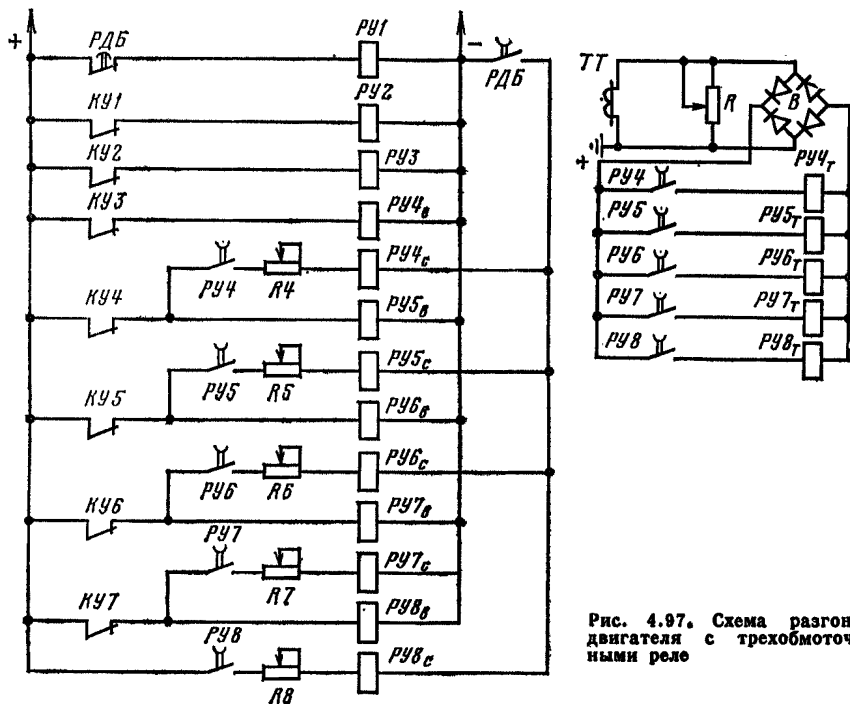 + РДБ РУ1 - РДБ
КУ1 РУ2
КУ2 РУ3
КУ3 РУ4в
РУ4 R4 РУ4с
КУ4 РУ5в
РУ5 R5 РУ5с
КУ5 РУ6в
РУ6 R6 РУ6с
КУ6 РУ7в
РУ7 R7 РУ7с
КУ7 РУ8в
РУ8 R8 РУ8с
ТТ R В
+
РУ4 РУ4т
РУ5 РУ5т
РУ6 РУ6т
РУ7 РУ7т
РУ8 РУ8т
Рис. 4.97. Схема разгон
двигателя с трехобмоточ
ными реле